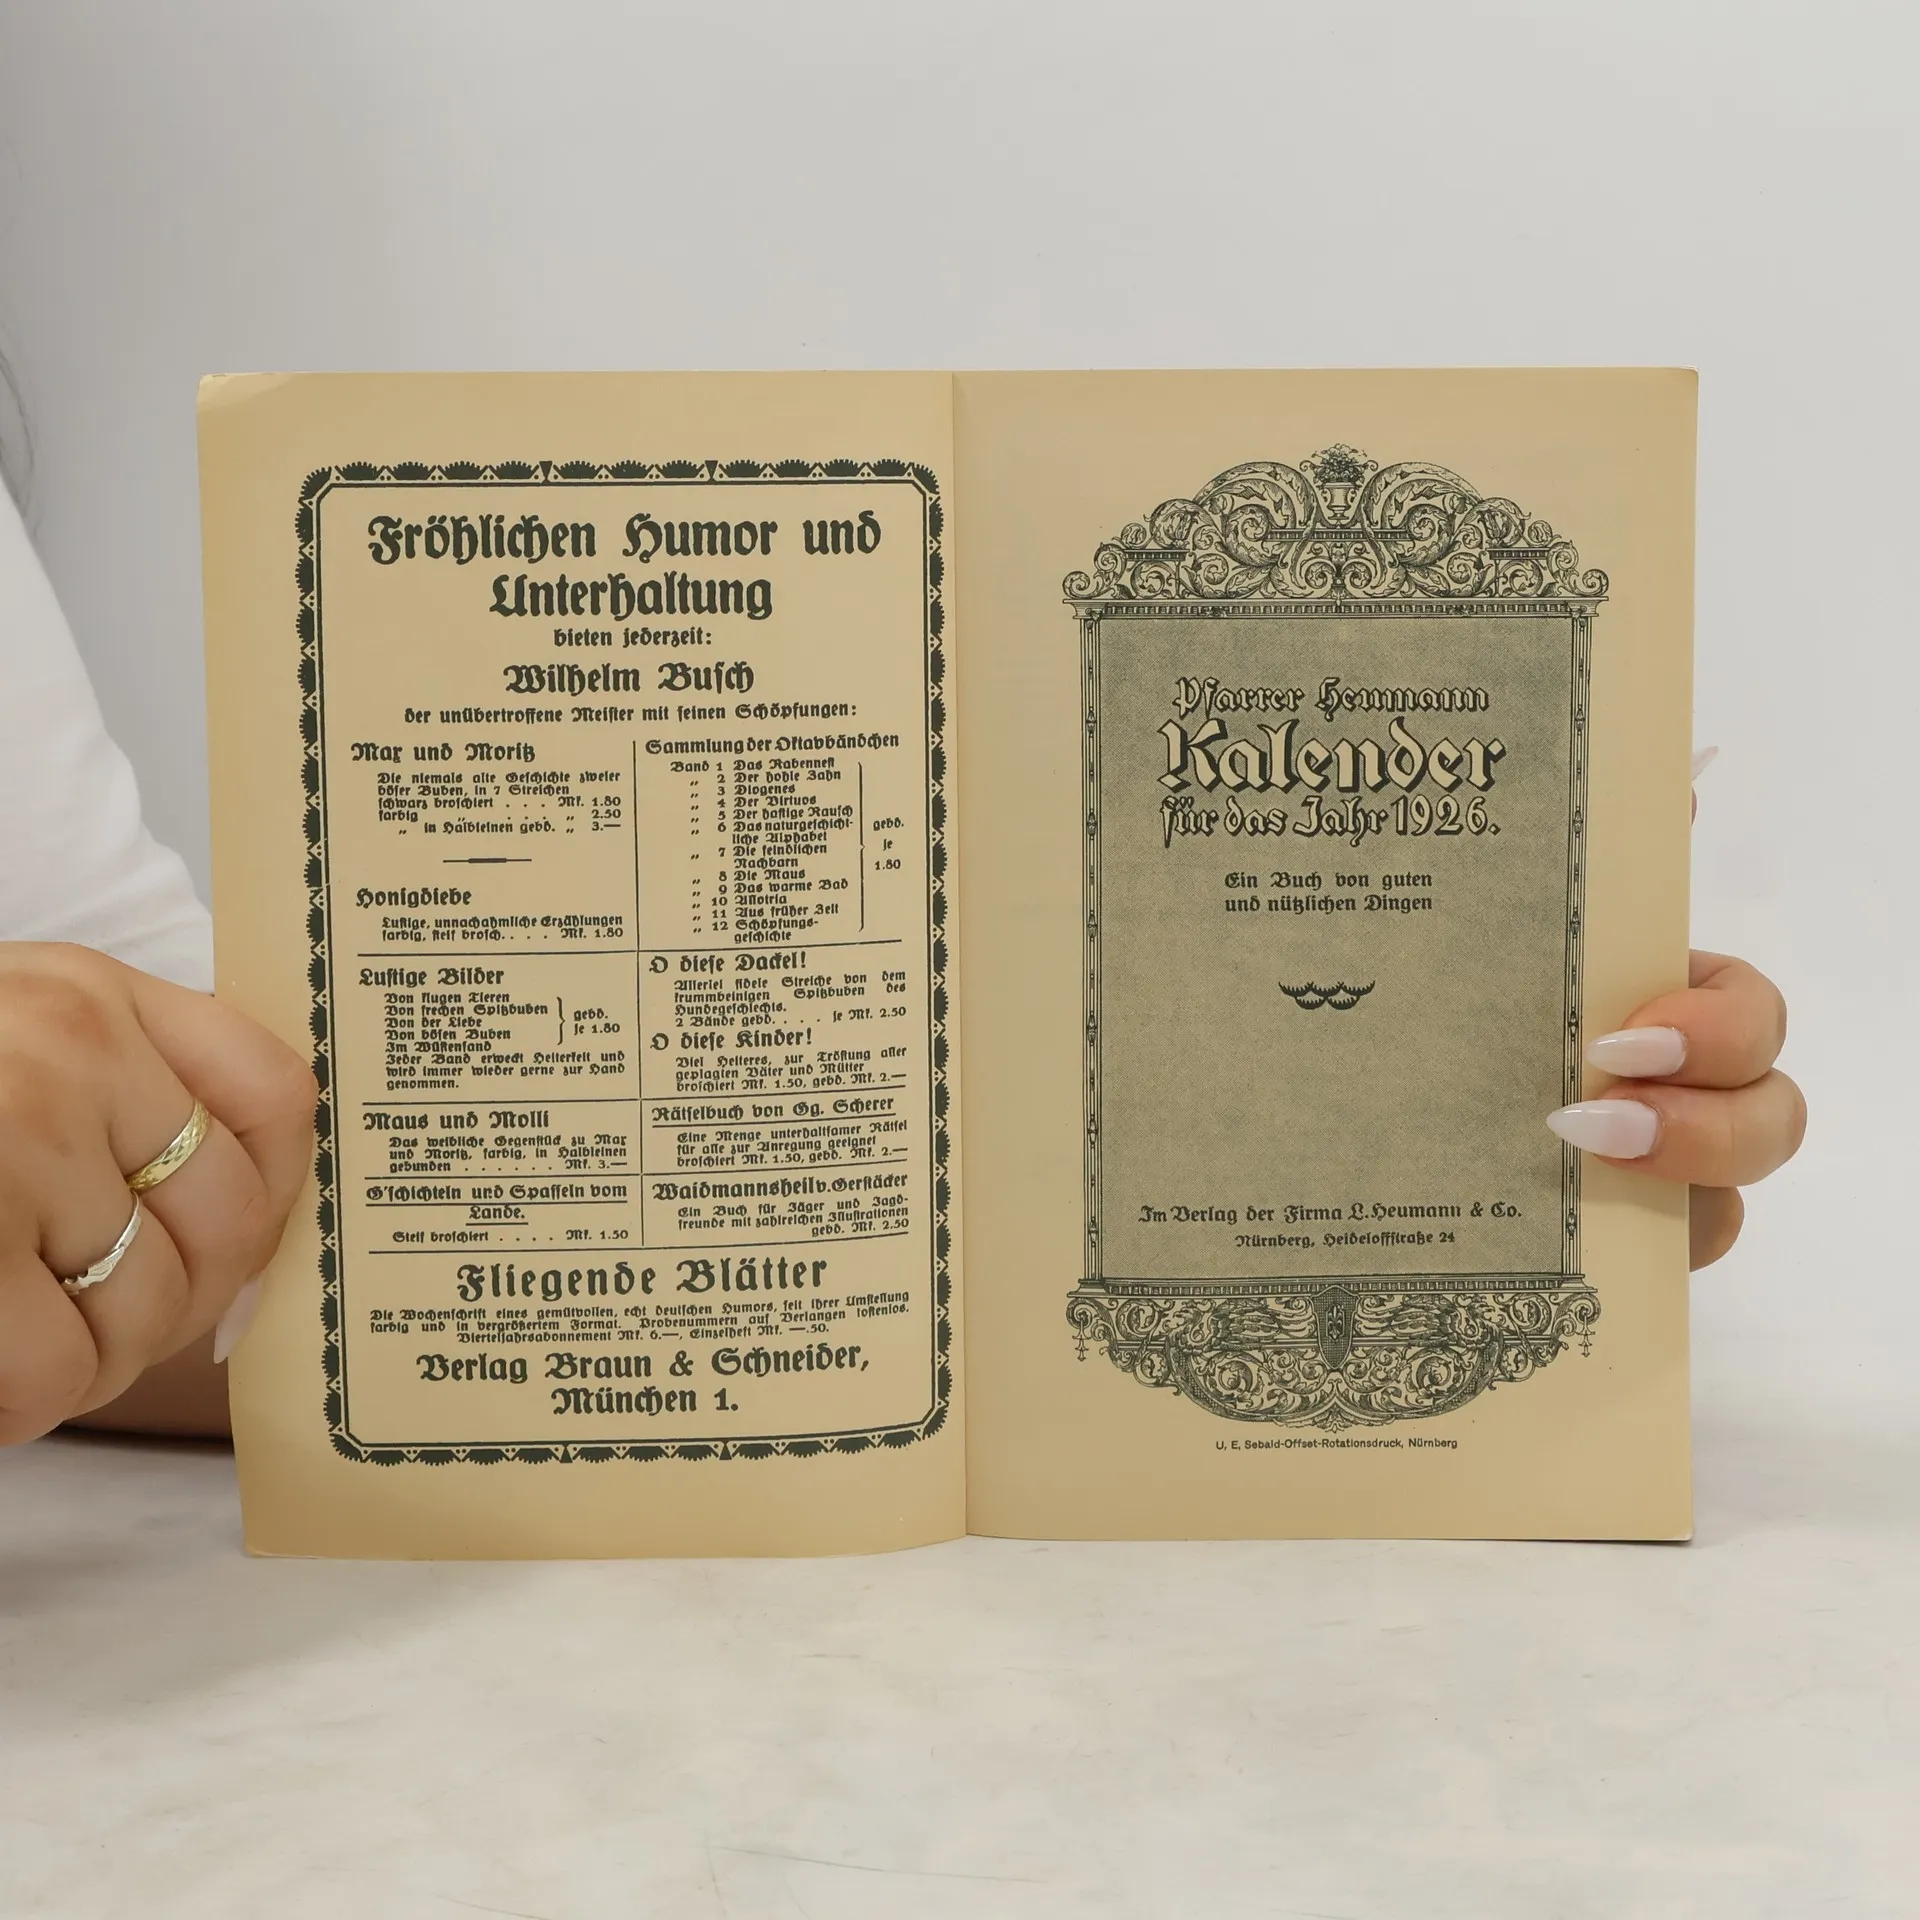 Fröhlichen Humor und
Unterhaltung
bieten jederzeit:
Wilhelm Busch
der unübertroffene Meister mit seinen Schöpfungen:
Max und Moritz
Die niemals alte Geschichte zweier
böser Buben, in 7 Streichen
schwarz broschiert . . . Mk. 1.80
farbig . . . „ 2.50
„ in Halbleinen gebd. „ 3.—
Honigdiebe
Lustige, unnachahmliche Erzählungen
farbig, steif brosch. . . . Mk. 1.80
Sammlung der Oktavbändchen
Band 1 Das Rabennest
„ 2 Der hohle Zahn
„ 3 Diogenes
„ 4 Der Virtuos
„ 5 Der hastige Rausch
„ 6 Das naturgeschicht-
liche Alphabet
„ 7 Die feindlichen
Nachbarn
„ 8 Die Maus
„ 9 Das warme Bad
„ 10 Allotria
„ 11 Aus früher Zeit
„ 12 Schöpfungs-
geschichte
gebd.
je
1.80
Lustige Bilder
Von klugen Tieren
Von frechen Spitzbuben
Von der Liebe
Von bösen Buben
Im Wüstensand
gebd.
je 1.80
Jeder Band erweckt Heiterkeit und
wird immer wieder gerne zur Hand
genommen.
O diese Dackel!
Allerlei fidele Streiche von dem
krummbeinigen Spitzbuben des
Hundegeschlechts.
2 Bände gebd. . . . je Mk. 2.50
O diese Kinder!
Viel Heiteres, zur Tröstung aller
geplagten Väter und Mütter
broschiert Mk. 1.50, gebd. Mk. 2.—
Maus und Molli
Das weibliche Gegenstück zu Max
und Moritz, farbig, in Halbleinen
gebunden . . . . . . Mk. 3.—
Rätselbuch von Gg. Scherer
Eine Menge unterhaltsamer Rätsel
für alle zur Anregung geeignet
broschiert Mk. 1.50, gebd. Mk. 2.—
G'schichteln und Spasseln vom
Lande.
Steif broschiert . . . . Mk. 1.50
Waidmannsheil v. Gerstäcker
Ein Buch für Jäger und Jagd-
freunde mit zahlreichen Illustrationen
gebd. Mk. 2.50
Fliegende Blätter
Die Wochenschrift eines gemütvollen, echt deutschen Humors, seit ihrer Umstellung
farbig und in vergrößertem Format. Probenummern auf Verlangen kostenlos.
Vierteljahrsabonnement Mk. 6.—, Einzelheft Mk. —.50.
Verlag Braun & Schneider,
München 1.
Pfarrer Heumann
Kalender
für das Jahr 1926.
Ein Buch von guten
und nützlichen Dingen
Im Verlag der Firma L. Heumann & Co.
Nürnberg, Heideloffstraße 24
U. E. Sebald-Offset-Rotationsdruck, Nürnberg